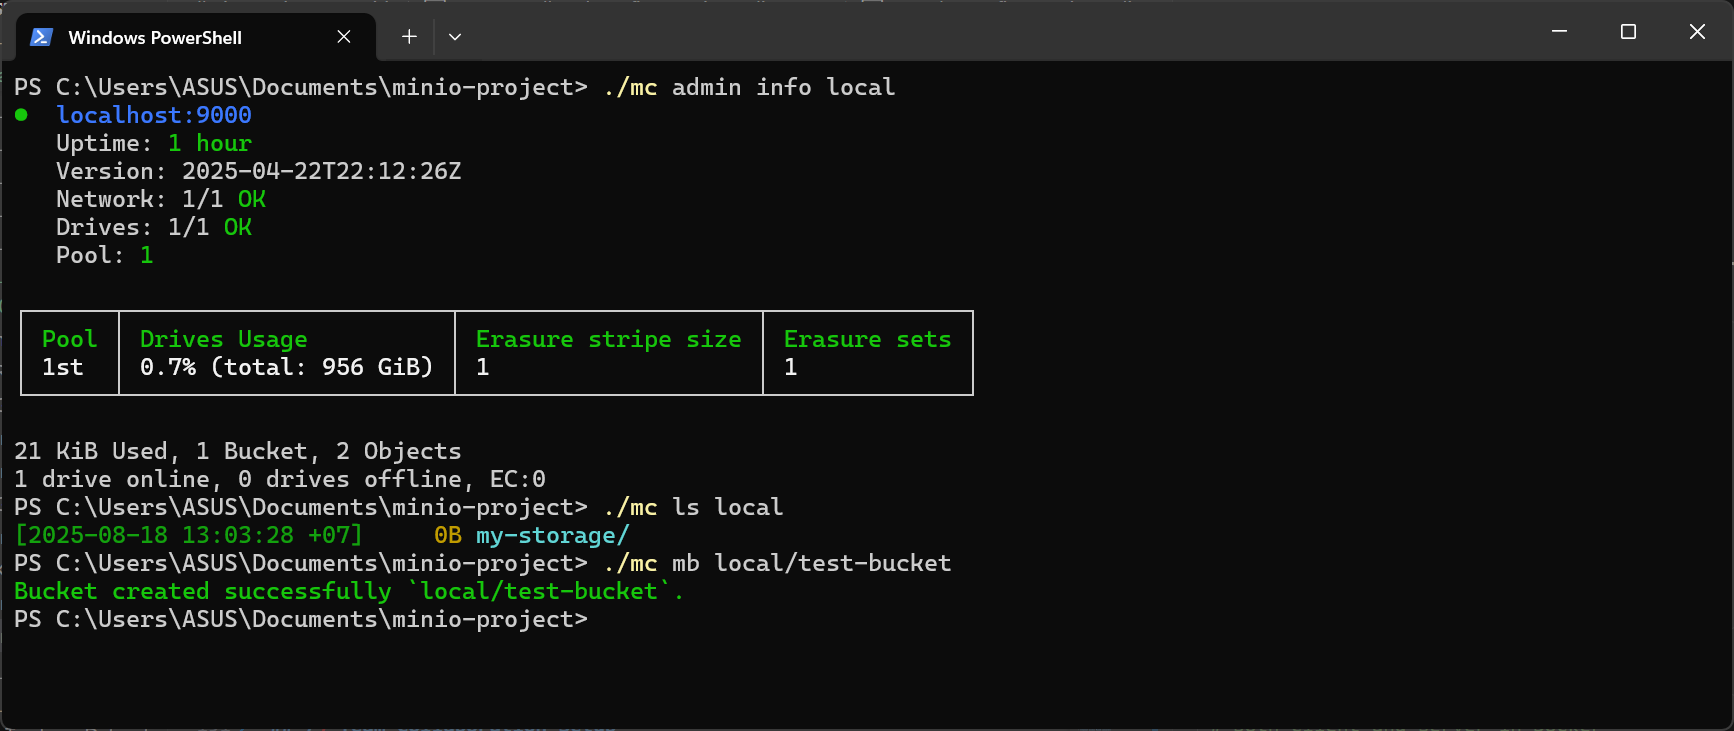 Windows PowerShell
PS C:\Users\ASUS\Documents\minio-project> ./mc admin info local
● localhost:9000
Uptime: 1 hour
Version: 2025-04-22T22:12:26Z
Network: 1/1 OK
Drives: 1/1 OK
Pool: 1
Pool Drives Usage Erasure stripe size Erasure sets
1st 0.7% (total: 956 GiB) 1 1
21 KiB Used, 1 Bucket, 2 Objects
1 drive online, 0 drives offline, EC:0
PS C:\Users\ASUS\Documents\minio-project> ./mc ls local
[2025-08-18 13:03:28 +07] 0B my-storage/
PS C:\Users\ASUS\Documents\minio-project> ./mc mb local/test-bucket
Bucket created successfully `local/test-bucket`.
PS C:\Users\ASUS\Documents\minio-project>